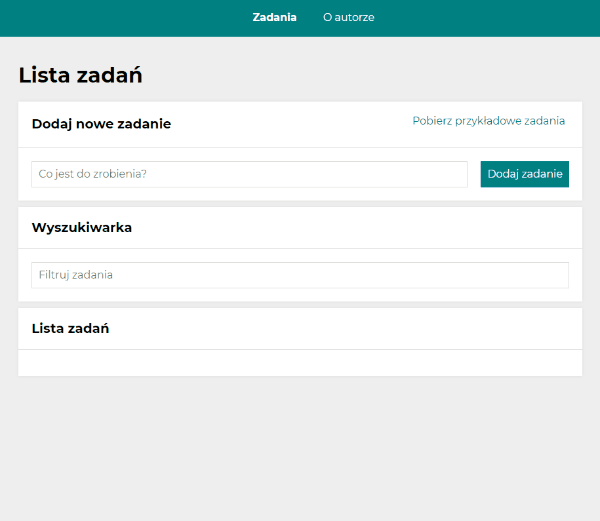 Zadania O autorze
Lista zadań
Dodaj nowe zadanie Pobierz przykładowe zadania
Co jest do zrobienia? Dodaj zadanie
Wyszukiwarka
Filtruj zadania
Lista zadań